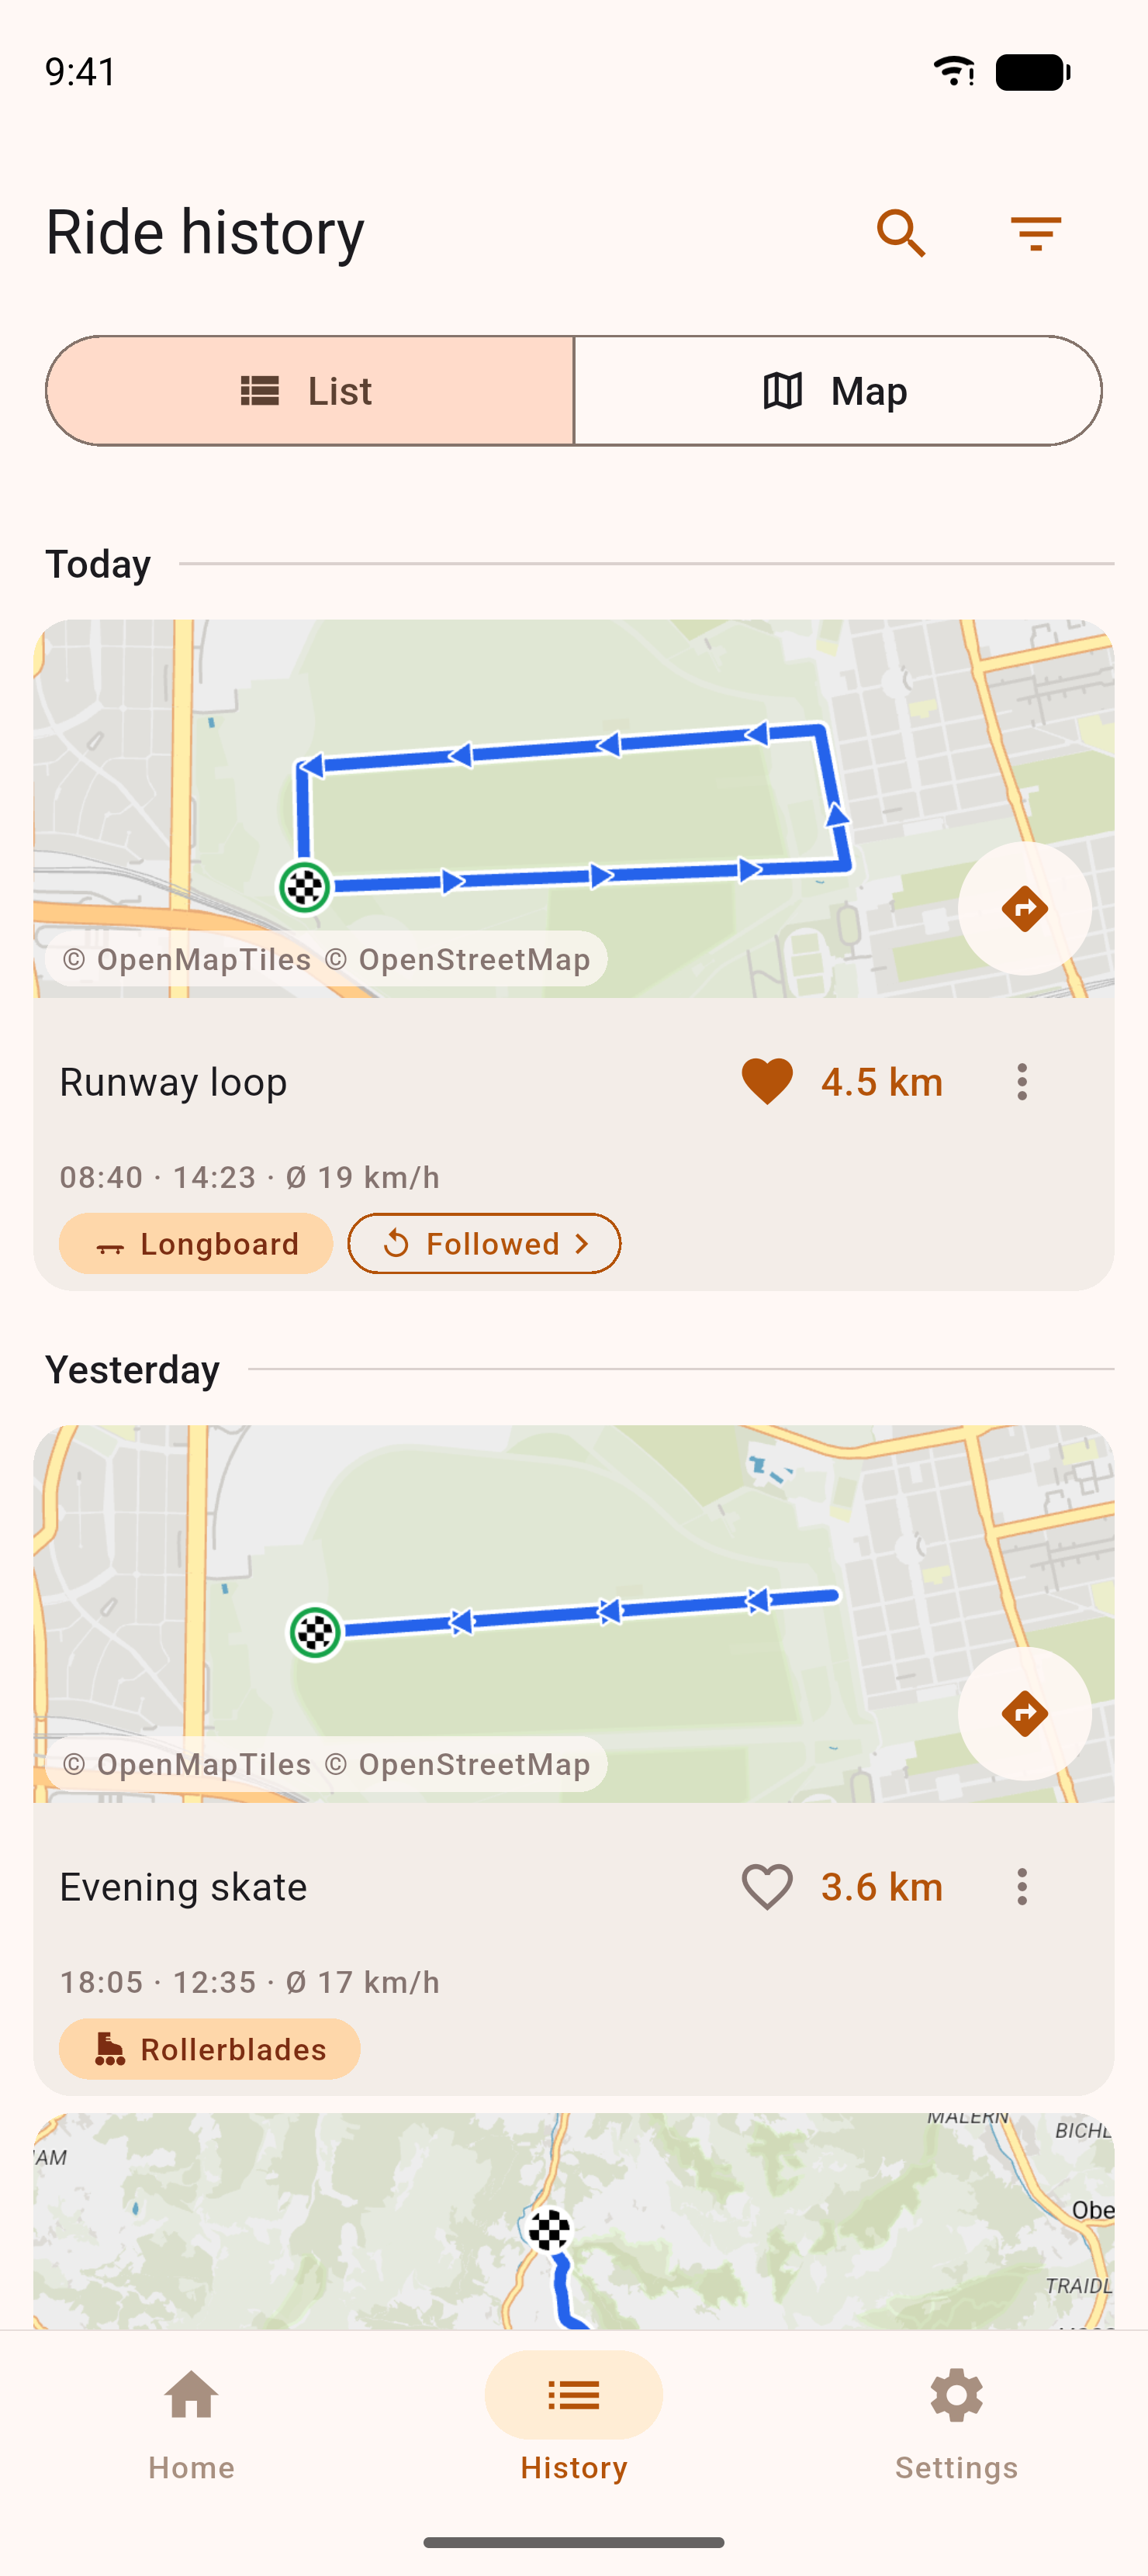 9:41
Ride history
List
Map
Today
© OpenMapTiles © OpenStreetMap
Runway loop
4.5 km
08:40 · 14:23 · Ø 19 km/h
Longboard
Followed
Yesterday
© OpenMapTiles © OpenStreetMap
Evening skate
3.6 km
18:05 · 12:35 · Ø 17 km/h
Rollerblades
MALERN
BICHL
AM
Obe
TRAIDL
Home
History
Settings